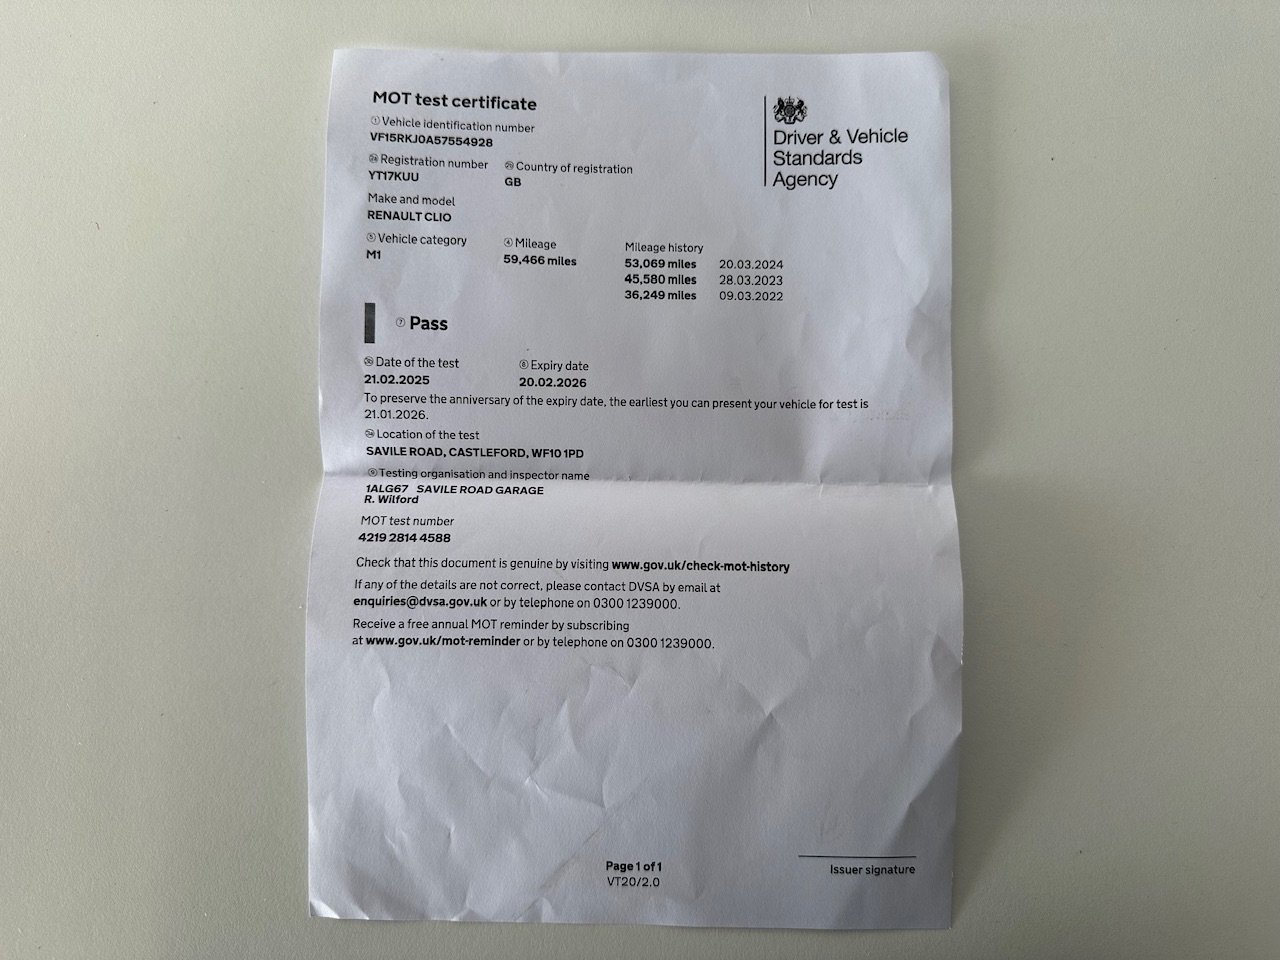 MOT test certificate
① Vehicle identification number
VF15RKJ0A57554928
2a Registration number 2b Country of registration
YT17KUU GB
Make and model
RENAULT CLIO
⑤ Vehicle category ④ Mileage Mileage history
M1 59,466 miles 53,069 miles 20.03.2024
45,580 miles 28.03.2023
36,249 miles 09.03.2022
Driver & Vehicle
Standards
Agency
⑦ Pass
3b Date of the test ⑧ Expiry date
21.02.2025 20.02.2026
To preserve the anniversary of the expiry date, the earliest you can present your vehicle for test is
21.01.2026.
3a Location of the test
SAVILE ROAD, CASTLEFORD, WF10 1PD
⑨ Testing organisation and inspector name
1ALG67 SAVILE ROAD GARAGE
R. Wilford
MOT test number
4219 2814 4588
Check that this document is genuine by visiting www.gov.uk/check-mot-history
If any of the details are not correct, please contact DVSA by email at
enquiries@dvsa.gov.uk or by telephone on 0300 1239000.
Receive a free annual MOT reminder by subscribing
at www.gov.uk/mot-reminder or by telephone on 0300 1239000.
Page 1 of 1
VT20/2.0
Issuer signature